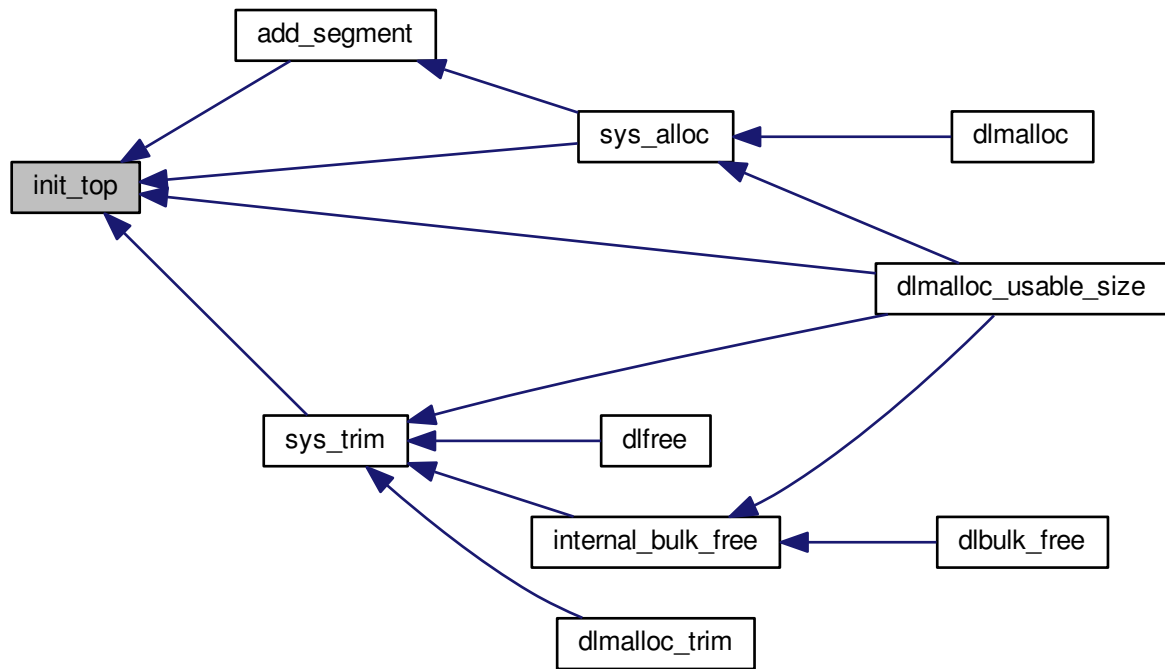 add_segment
sys_alloc
dlmalloc
init_top
dlmalloc_usable_size
sys_trim
dlfree
internal_bulk_free
dlbulk_free
dlmalloc_trim